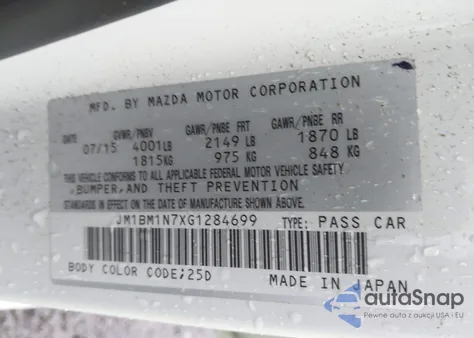 MFD. BY MAZDA MOTOR CORPORATION
DATE GVWR/PNBV GAWR/PNBE FRT GAWR/PNBE RR
07/15 4001LB 2149 LB 1870 LB
1815KG 975 KG 848 KG
THIS VEHICLE CONFORMS TO ALL APPLICABLE FEDERAL MOTOR VEHICLE SAFETY
BUMPER, AND THEFT PREVENTION
STANDARDS IN EFFECT ON THE DATE OF MANUFACTURE SHOWN ABOVE.
JM1BM1N7XG1284699 TYPE: PASS CAR
BODY COLOR CODE;25D MADE IN JAPAN
autoSnap
Pewne auta z aukcji USA i EU